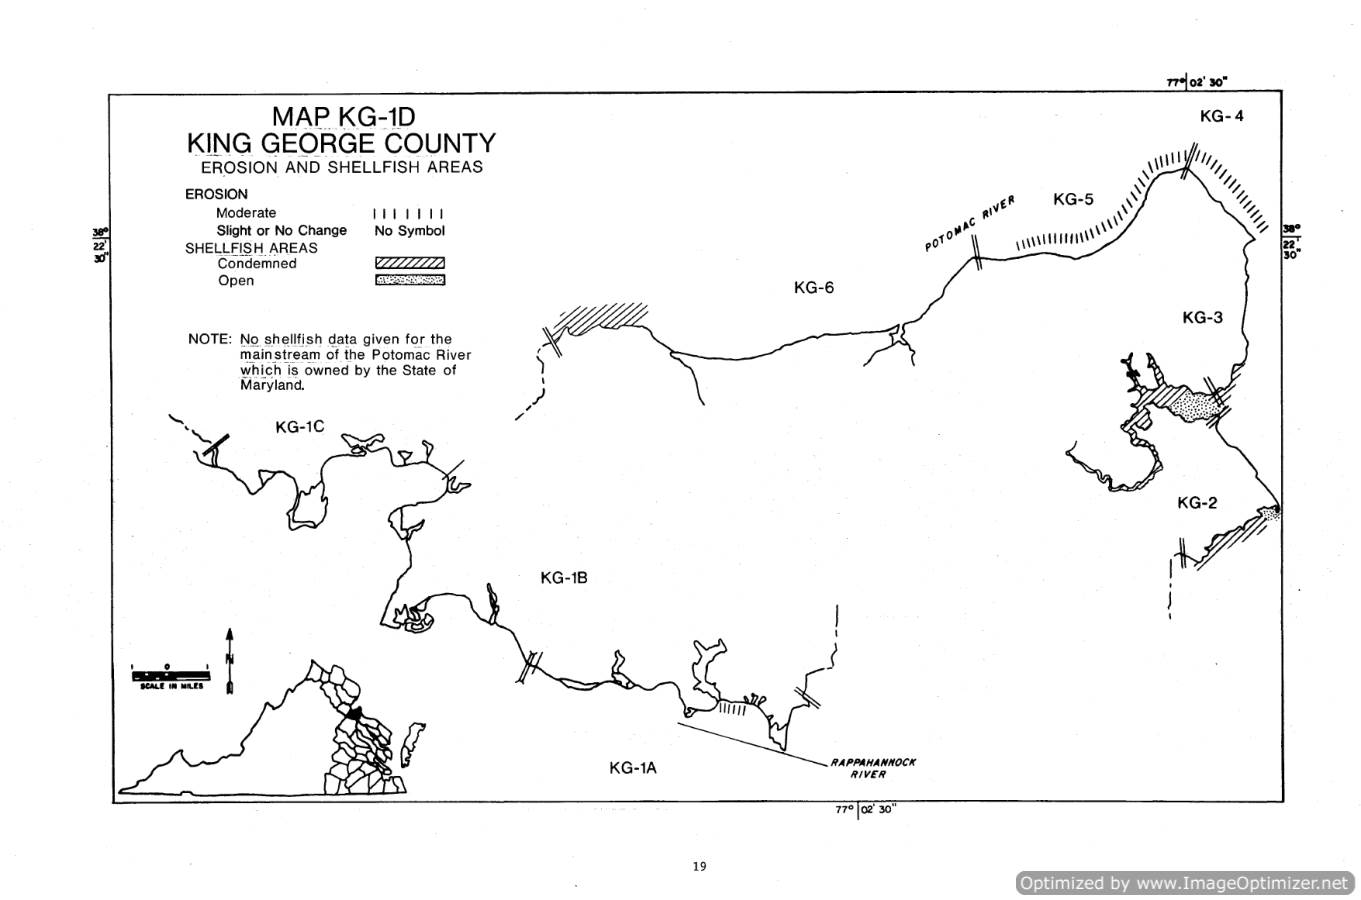 77° 02' 30"
MAP KG-1D
KING GEORGE COUNTY
EROSION AND SHELLFISH AREAS
EROSION
Moderate
Slight or No Change No Symbol
SHELLFISH AREAS
Condemned
Open
NOTE: No shellfish data given for the
mainstream of the Potomac River
which is owned by the State of
Maryland.
38°
22'
30"
38°
22'
30"
KG-4
KG-5
POTOMAC RIVER
KG-6
KG-3
KG-1C
KG-2
KG-1B
N
0
SCALE IN MILES
KG-1A
RAPPAHANNOCK
RIVER
77° 02' 30"
19
Optimized by www.ImageOptimizer.net